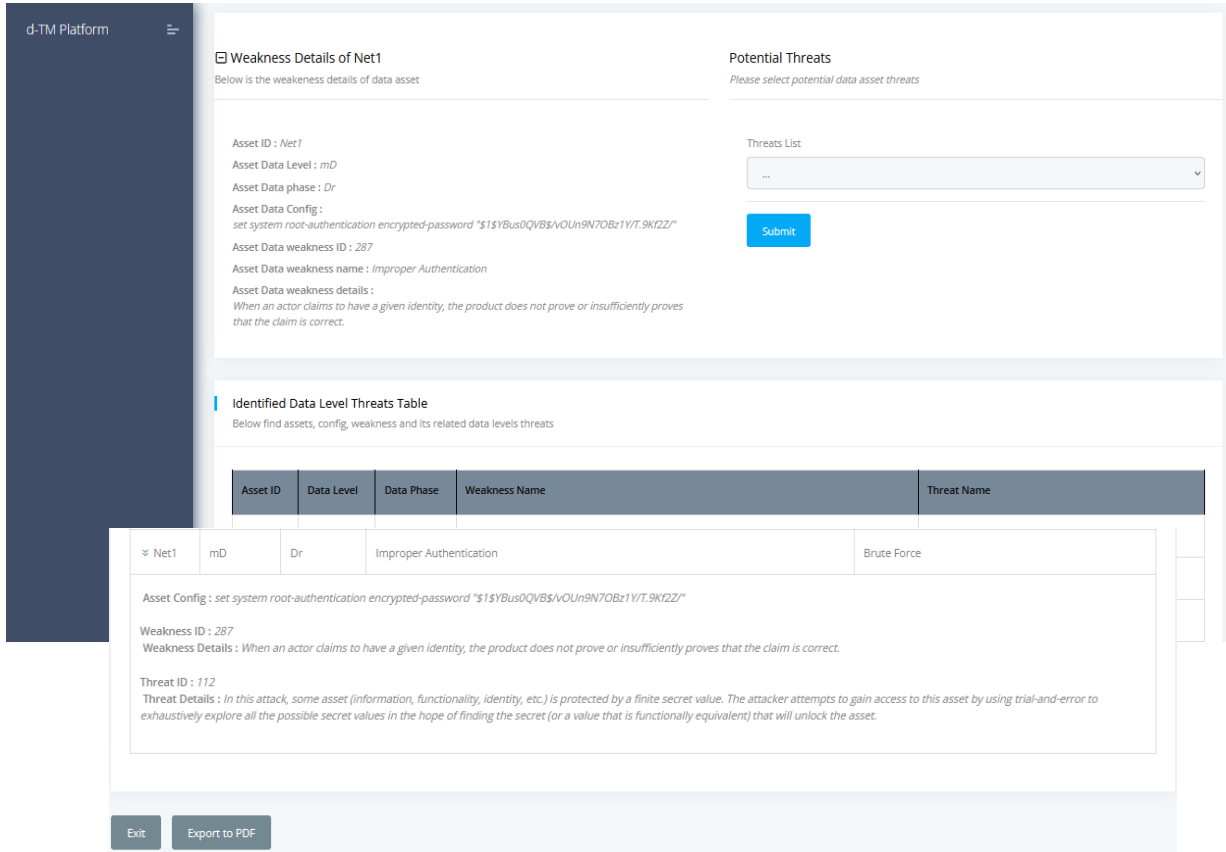 d-TM Platform
Weakness Details of Net1
Below is the weakeness details of data asset
Asset ID : Net1
Asset Data Level : mD
Asset Data phase : Dr
Asset Data Config :
set system root-authentication encrypted-password "$1$YBus0QVB$/vOUn9N7OBz1Y/T.9Kf2Z/"
Asset Data weakness ID : 287
Asset Data weakness name : Improper Authentication
Asset Data weakness details :
When an actor claims to have a given identity, the product does not prove or insufficiently proves
that the claim is correct.
Potential Threats
Please select potential data asset threats
Threats List
...
Submit
Identified Data Level Threats Table
Below find assets, config, weakness and its related data levels threats
Asset ID Data Level Data Phase Weakness Name Threat Name
Net1 mD Dr Improper Authentication Brute Force
Asset Config : set system root-authentication encrypted-password "$1$YBus0QVB$/vOUn9N7OBz1Y/T.9Kf2Z/"
Weakness ID : 287
Weakness Details : When an actor claims to have a given identity, the product does not prove or insufficiently proves that the claim is correct.
Threat ID : 112
Threat Details : In this attack, some asset (information, functionality, identity, etc.) is protected by a finite secret value. The attacker attempts to gain access to this asset by using trial-and-error to
exhaustively explore all the possible secret values in the hope of finding the secret (or a value that is functionally equivalent) that will unlock the asset.
Exit
Export to PDF